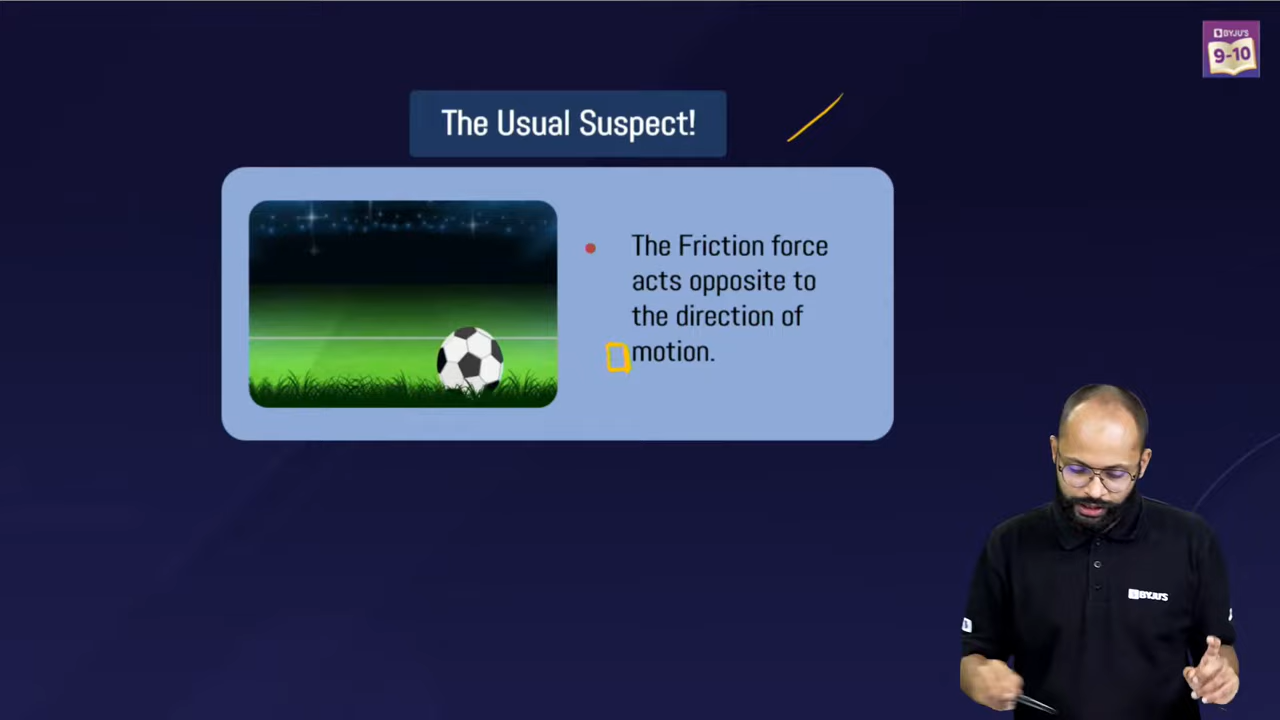 BYJU'S
9-10
The Usual Suspect!
The Friction force
acts opposite to
the direction of
motion.
BYJU'S